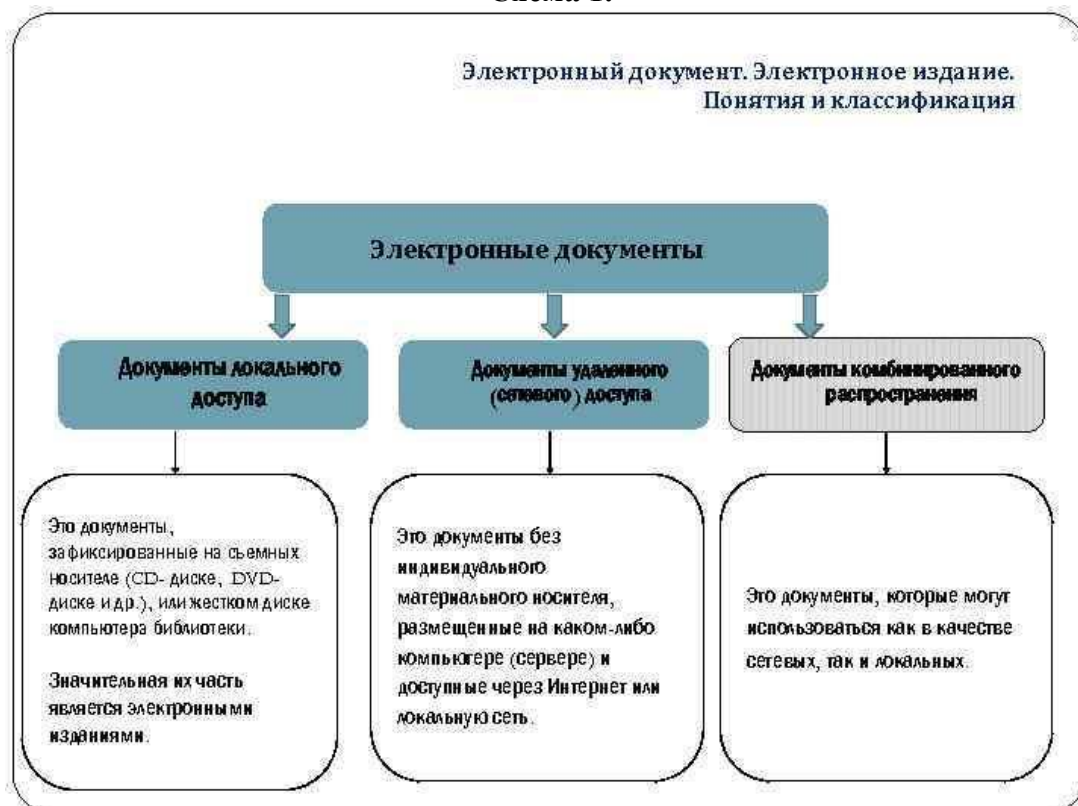 Схема 1.
Электронный документ. Электронное издание.
Понятия и классификация
Электронные документы
Документы локального
доступа
Документы удаленного
(сетевого) доступа
Документы комбинированного
распространения
Это документы,
зафиксированные на съемных
носителе (CD- диске, DVD-
диске и др.), или жестком диске
компьютера библиотеки.
Значительная их часть
является электронными
изданиями.
Это документы без
индивидуального
материального носителя,
размещенные на каком-либо
компьютере (сервере) и
доступные через Интернет или
локальную сеть.
Это документы, которые могут
использоваться как в качестве
сетевых, так и локальных.